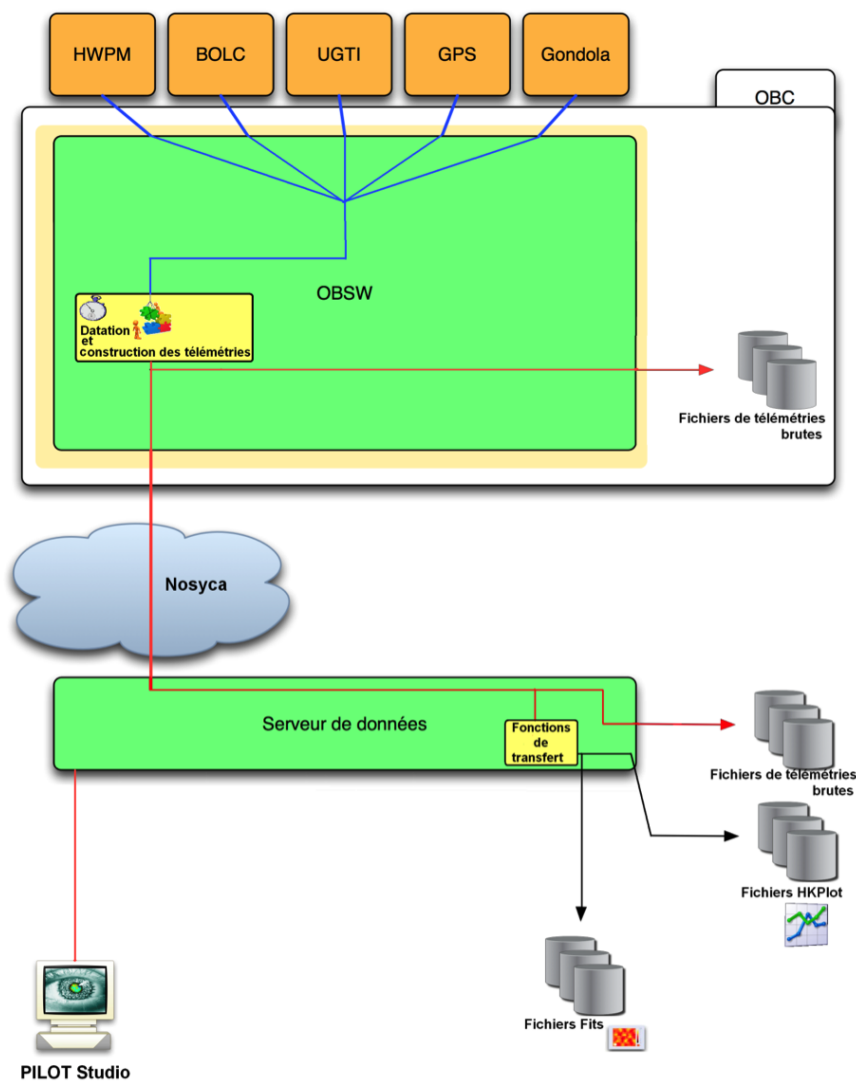 HWPM
BOLC
UGTI
GPS
Gondola
OBC
OBSW
Datation
et
construction des télémétries
Fichiers de télémétries
brutes
Nosyca
Serveur de données
Fonctions
de
transfert
Fichiers de télémétries
brutes
Fichiers HKPlot
Fichiers Fits
PILOT Studio